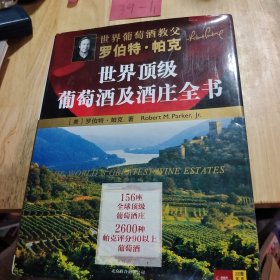 39-11
世界葡萄酒教父
罗伯特·帕克
世界顶级
葡萄酒及酒庄全书
[美] 罗伯特·帕克 著 Robert M. Parker, Jr.
WORLD'S GREATEST WINE ESTATES
156座
全球顶级
葡萄酒庄
2600种
帕克评分90以上
葡萄酒